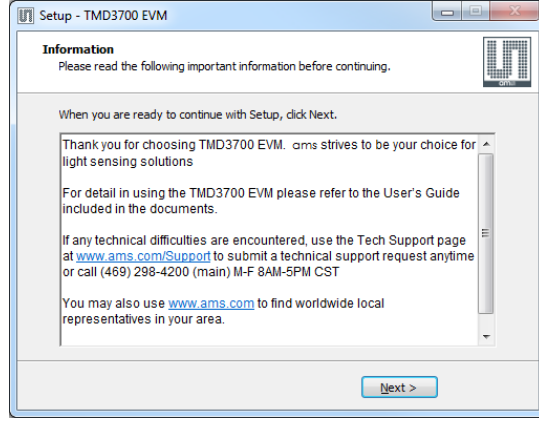 Setup - TMD3700 EVM
Information
Please read the following important information before continuing.
am
When you are ready to continue with Setup, click Next.
Thank you for choosing TMD3700 EVM. ams strives to be your choice for
light sensing solutions
For detail in using the TMD3700 EVM please refer to the User's Guide
included in the documents.
If any technical difficulties are encountered, use the Tech Support page
at www.ams.com/Support to submit a technical support request anytime
or call (469) 298-4200 (main) M-F 8AM-5PM CST
You may also use www.ams.com to find worldwide local
representatives in your area.
Next >